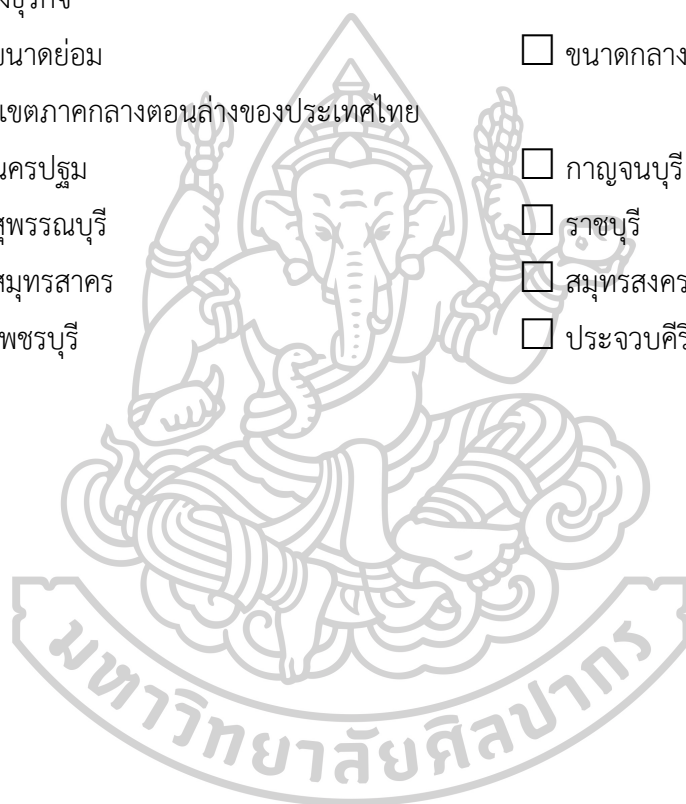 ขนาดย่อม ☐ ขนาดกลาง
เขตภาคกลางตอนล่างของประเทศไทย
นครปฐม ☐ กาญจนบุรี
สุพรรณบุรี ☐ ราชบุรี
สมุทรสาคร ☐ สมุทรสงคร
เพชรบุรี ☐ ประจวบคีรี
มหาวิทยาลัยศิลปากร